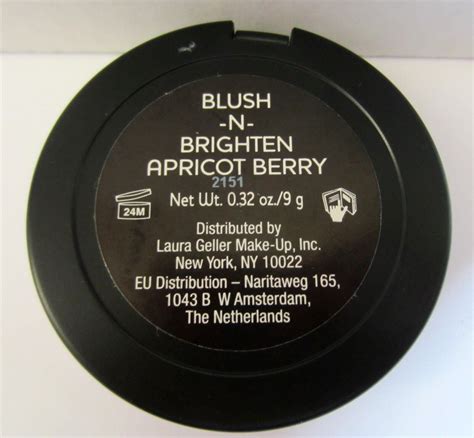 BLUSH
-N-
BRIGHTEN
APRICOT BERRY
2151
Net Wt. 0.32 oz./9 g
24M
Distributed by
Laura Geller Make-Up, Inc.
New York, NY 10022
EU Distribution – Naritaweg 165,
1043 B W Amsterdam,
The Netherlands